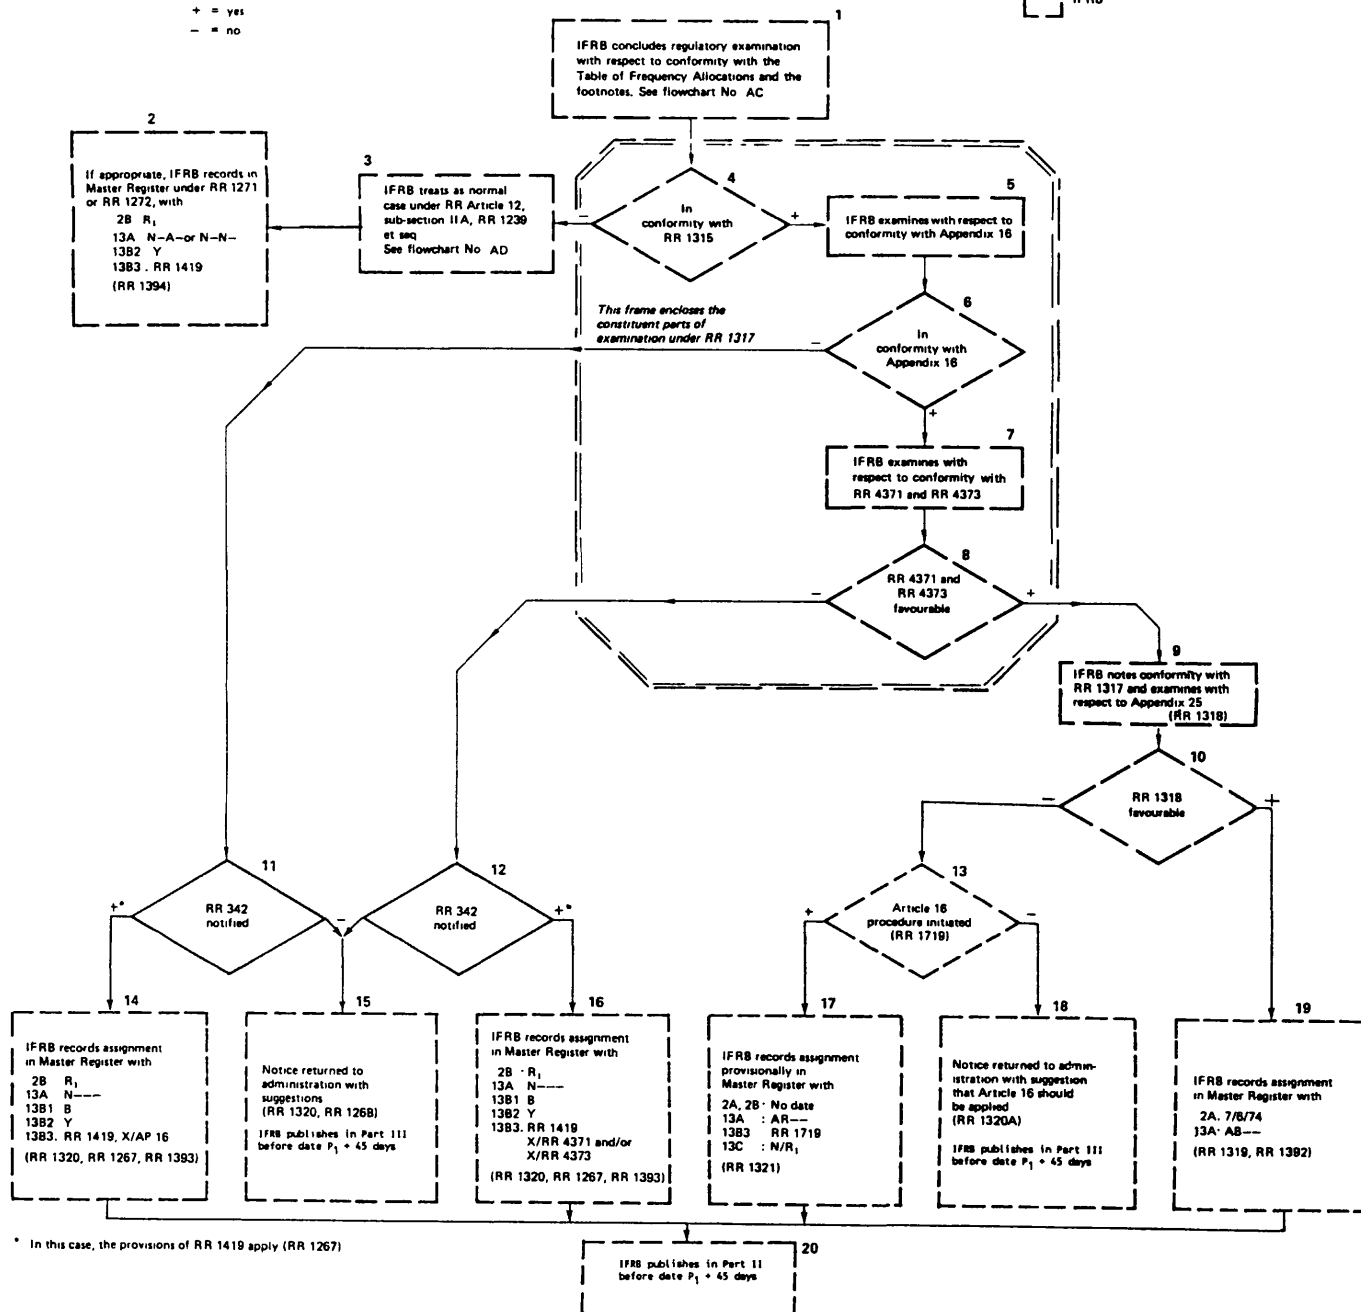 + = yes
− = no
1
IFRB concludes regulatory examination
with respect to conformity with the
Table of Frequency Allocations and the
footnotes. See flowchart No AC
2
If appropriate, IFRB records in
Master Register under RR 1271
or RR 1272, with
2B R₁
13A N−A−or N−N−
13B2 Y
13B3 . RR 1419
(RR 1394)
3
IFRB treats as normal
case under RR Article 12,
sub-section II A, RR 1239
et seq
See flowchart No AD
4
In
conformity with
RR 1315
−
+
5
IFRB examines with respect to
conformity with Appendix 16
This frame encloses the
constituent parts of
examination under RR 1317
6
In
conformity with
Appendix 16
−
+
7
IFRB examines with
respect to conformity with
RR 4371 and RR 4373
8
RR 4371 and
RR 4373
favourable
−
+
9
IFRB notes conformity with
RR 1317 and examines with
respect to Appendix 25
(RR 1318)
10
RR 1318
favourable
−
+
11
RR 342
notified
+*
−
12
RR 342
notified
+*
13
Article 16
procedure initiated
(RR 1719)
+
−
14
IFRB records assignment
in Master Register with
2B R₁
13A N−−−
13B1 B
13B2 Y
13B3. RR 1419, X/AP 16
(RR 1320, RR 1267, RR 1393)
15
Notice returned to
administration with
suggestions
(RR 1320, RR 1268)
IFRB publishes in Part III
before date P₁ + 45 days
16
IFRB records assignment
in Master Register with
2B · R₁
13A N−−−
13B1 B
13B2 Y
13B3. RR 1419
X/RR 4371 and/or
X/RR 4373
(RR 1320, RR 1267, RR 1393)
17
IFRB records assignment
provisionally in
Master Register with
2A, 2B · No date
13A : AR−−
13B3 RR 1719
13C : N/R₁
(RR 1321)
18
Notice returned to admin-
istration with suggestion
that Article 16 should
be applied
(RR 1320A)
IFRB publishes in Part III
before date P₁ + 45 days
19
IFRB records assignment
in Master Register with
2A. 7/6/74
13A· AB−−
(RR 1319, RR 1392)
* In this case, the provisions of RR 1419 apply (RR 1267)
20
IFRB publishes in Part II
before date P₁ + 45 days